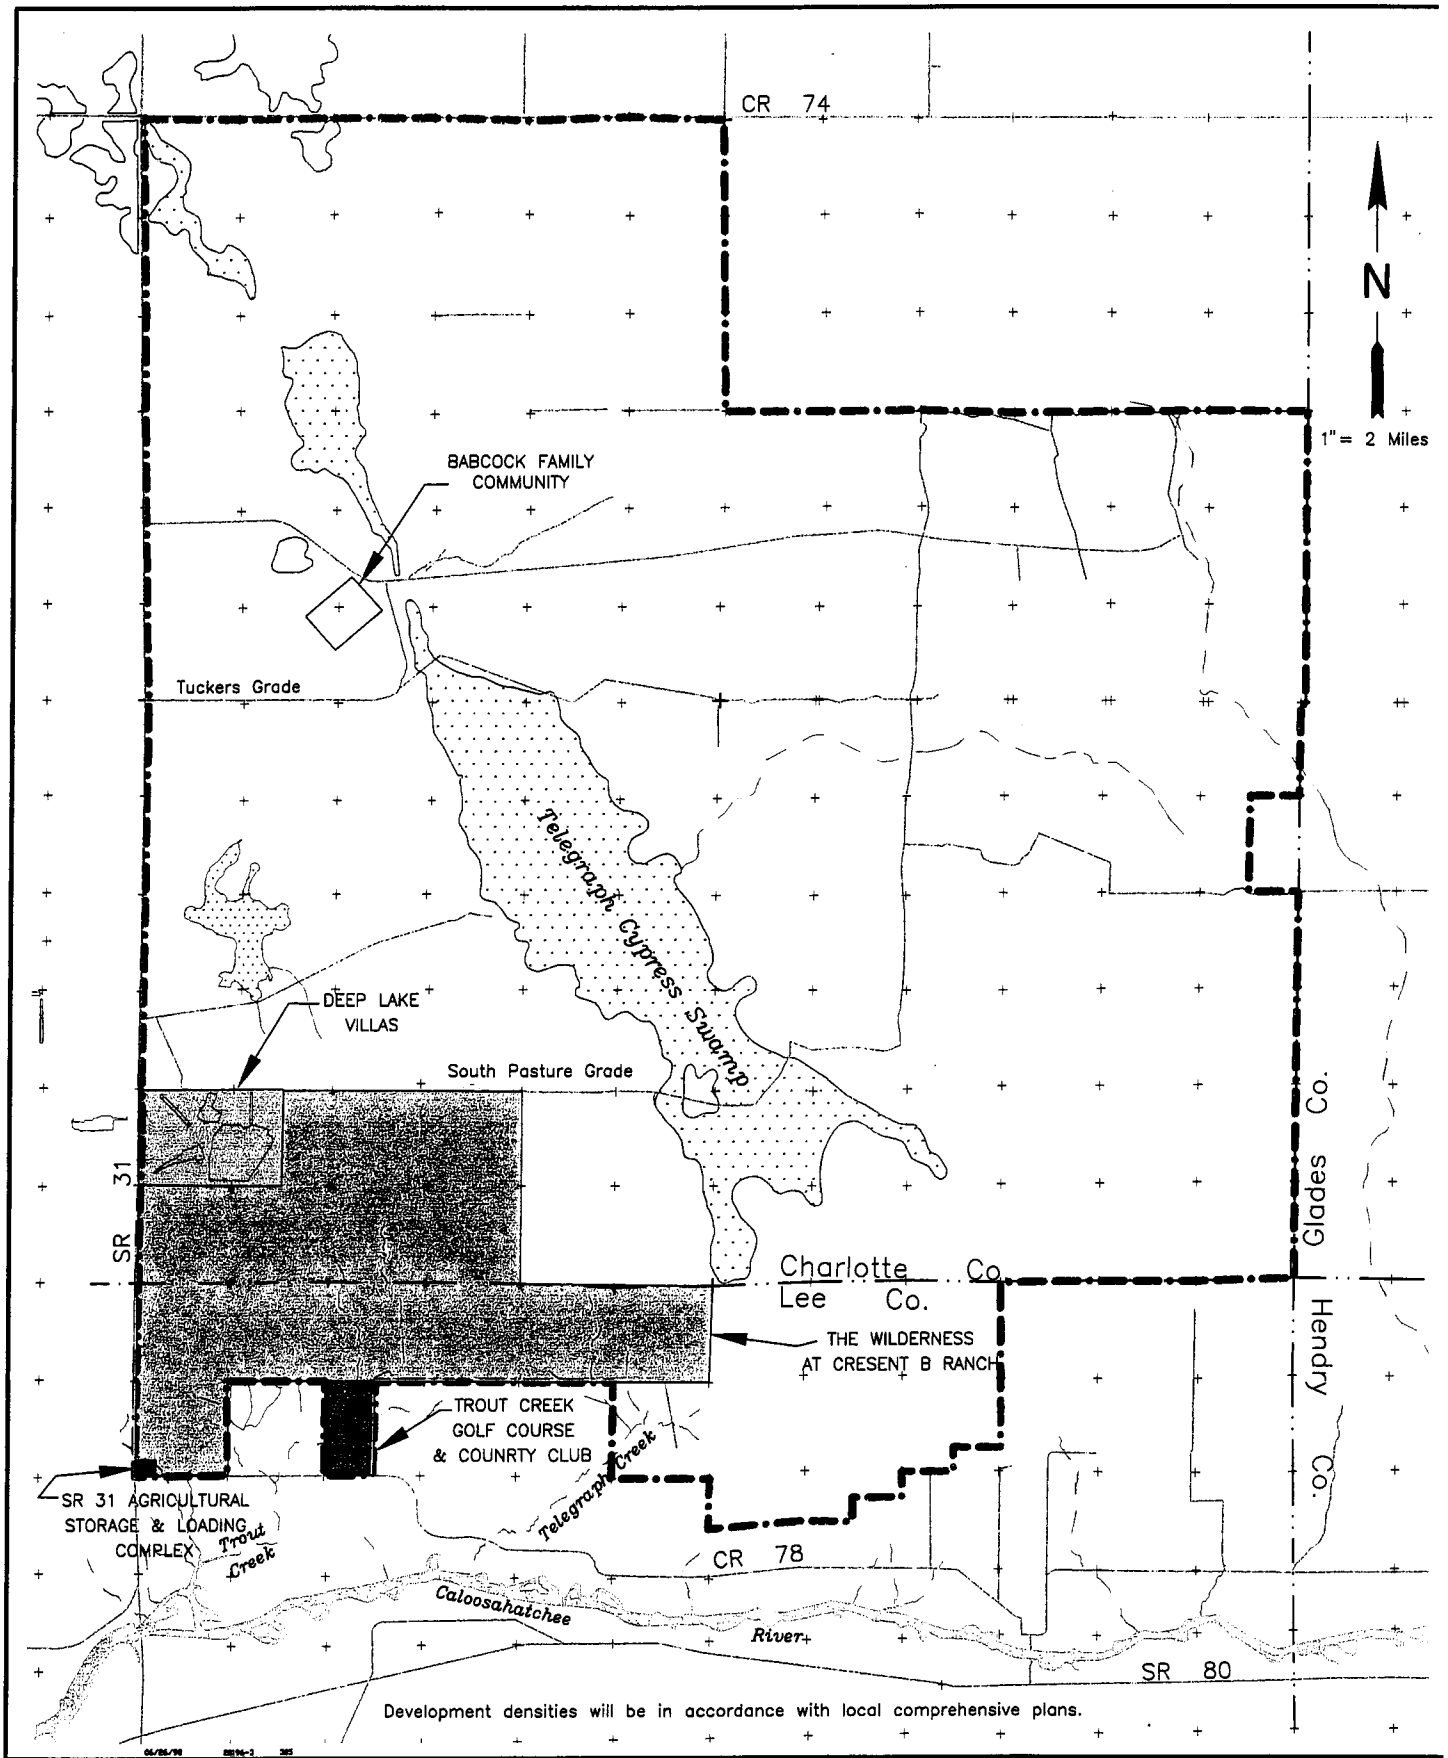 CR 74
N
1"= 2 Miles
BABCOCK FAMILY
COMMUNITY
Tuckers Grade
Telegraph Cypress Swamp
DEEP LAKE
VILLAS
South Pasture Grade
SR 31
Glades Co.
Charlotte Co.
Lee Co.
Hendry Co.
THE WILDERNESS
AT CRESENT B RANCH
TROUT CREEK
GOLF COURSE
& COUNRTY CLUB
Telegraph Creek
SR 31 AGRICULTURAL
STORAGE & LOADING
COMPLEX
Trout
Creek
CR 78
Caloosahatchee
River
SR 80
Development densities will be in accordance with local comprehensive plans.